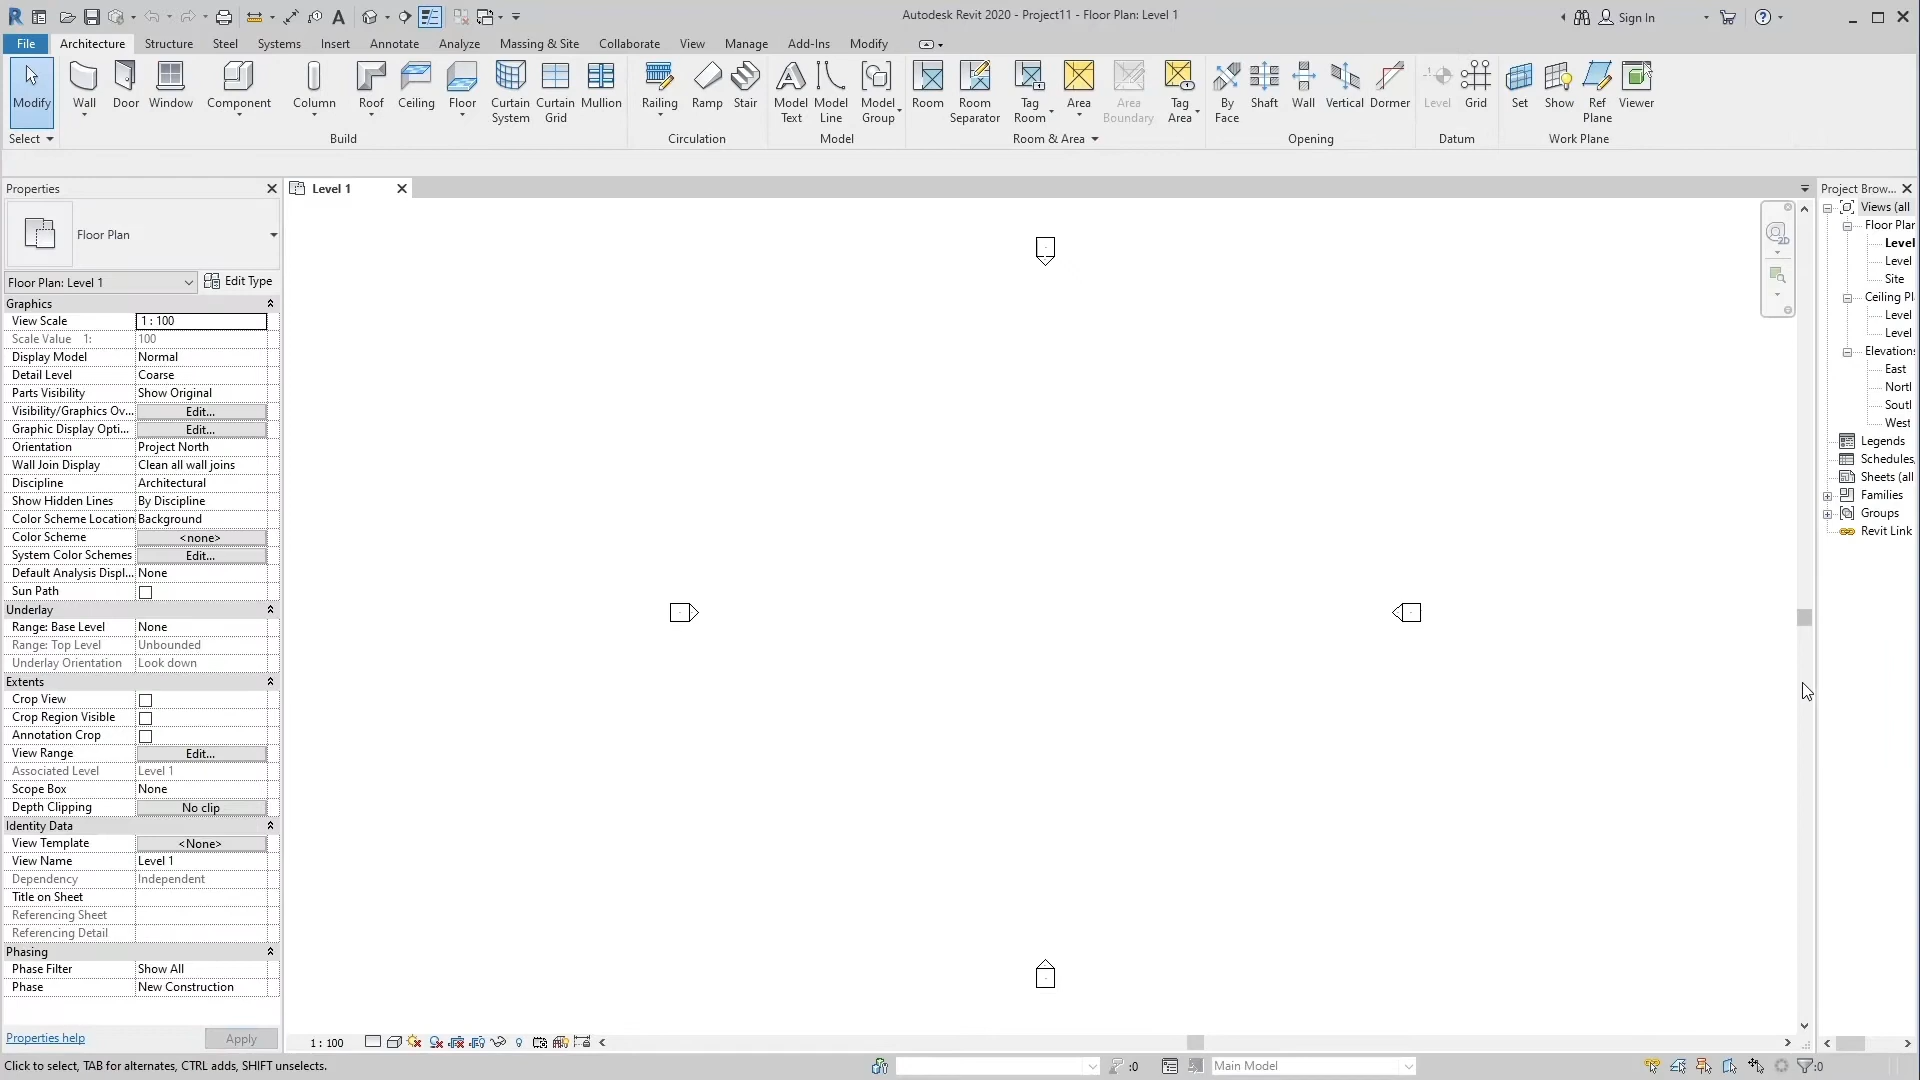 Autodesk Revit 2020 - Project11 - Floor Plan: Level 1
Sign In
File Architecture Structure Steel Systems Insert Annotate Analyze Massing & Site Collaborate View Manage Add-Ins Modify
Modify
Wall
Door
Window
Component
Column
Roof
Ceiling
Floor
Curtain System
Curtain Grid
Mullion
Railing
Ramp
Stair
Model Text
Model Line
Model Group
Room
Room Separator
Tag Room
Area
Area Boundary
Tag Area
By Face
Shaft
Wall
Vertical
Dormer
Level
Grid
Set
Show
Ref Plane
Viewer
Select
Build
Circulation
Model
Room & Area
Opening
Datum
Work Plane
Properties
Floor Plan
Floor Plan: Level 1
Edit Type
Graphics
View Scale 1 : 100
Scale Value 1: 100
Display Model Normal
Detail Level Coarse
Parts Visibility Show Original
Visibility/Graphics Ov... Edit...
Graphic Display Opti... Edit...
Orientation Project North
Wall Join Display Clean all wall joins
Discipline Architectural
Show Hidden Lines By Discipline
Color Scheme Location Background
Color Scheme <none>
System Color Schemes Edit...
Default Analysis Displ... None
Sun Path
Underlay
Range: Base Level None
Range: Top Level Unbounded
Underlay Orientation Look down
Extents
Crop View
Crop Region Visible
Annotation Crop
View Range Edit...
Associated Level Level 1
Scope Box None
Depth Clipping No clip
Identity Data
View Template <None>
View Name Level 1
Dependency Independent
Title on Sheet
Referencing Sheet
Referencing Detail
Phasing
Phase Filter Show All
Phase New Construction
Properties help
Apply
Level 1
2D
1 : 100
Project Brow...
Views (all
Floor Plan
Level
Level
Site
Ceiling Pl
Level
Level
Elevations
East
North
South
West
Legends
Schedules,
Sheets (all
Families
Groups
Revit Link
Click to select, TAB for alternates, CTRL adds, SHIFT unselects.
:0
Main Model
:0